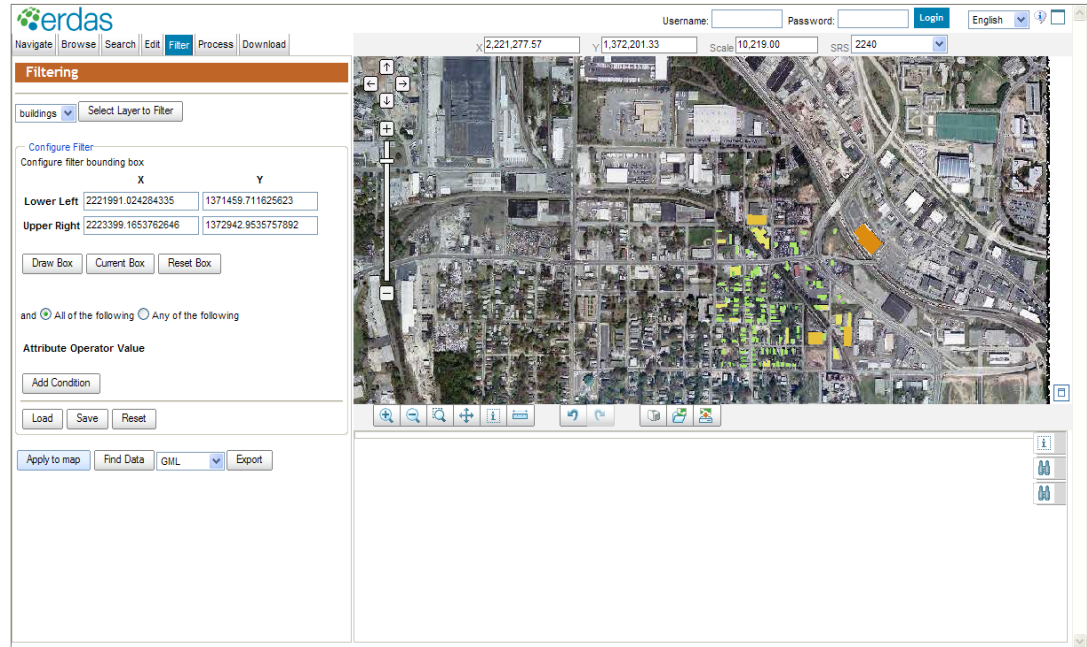 erdas
Username: Password: Login English
Navigate Browse Search Edit Filter Process Download
X 2,221,277.57 Y 1,372,201.33 Scale 10,219.00 SRS 2240
Filtering
buildings Select Layer to Filter
Configure Filter
Configure filter bounding box
X Y
Lower Left 2221991.024284335 1371459.711625623
Upper Right 2223399.1653762646 1372942.9535757892
Draw Box Current Box Reset Box
and All of the following Any of the following
Attribute Operator Value
Add Condition
Load Save Reset
Apply to map Find Data GML Export